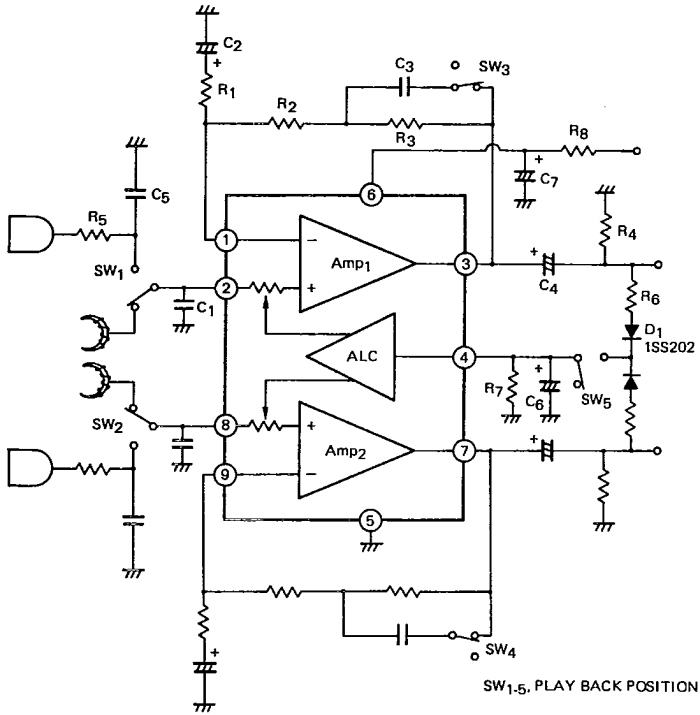 C2
+
R1
C3
SW3
R2
R3
R8
+
C7
C5
R5
6
R4
1
−
Amp1
3
+
C4
SW1
2
+
C1
R6
D1
1SS202
ALC
4
R7
+
C6
SW5
SW2
8
+
Amp2
7
+
9
−
5
+
SW4
SW1-5, PLAY BACK POSITION